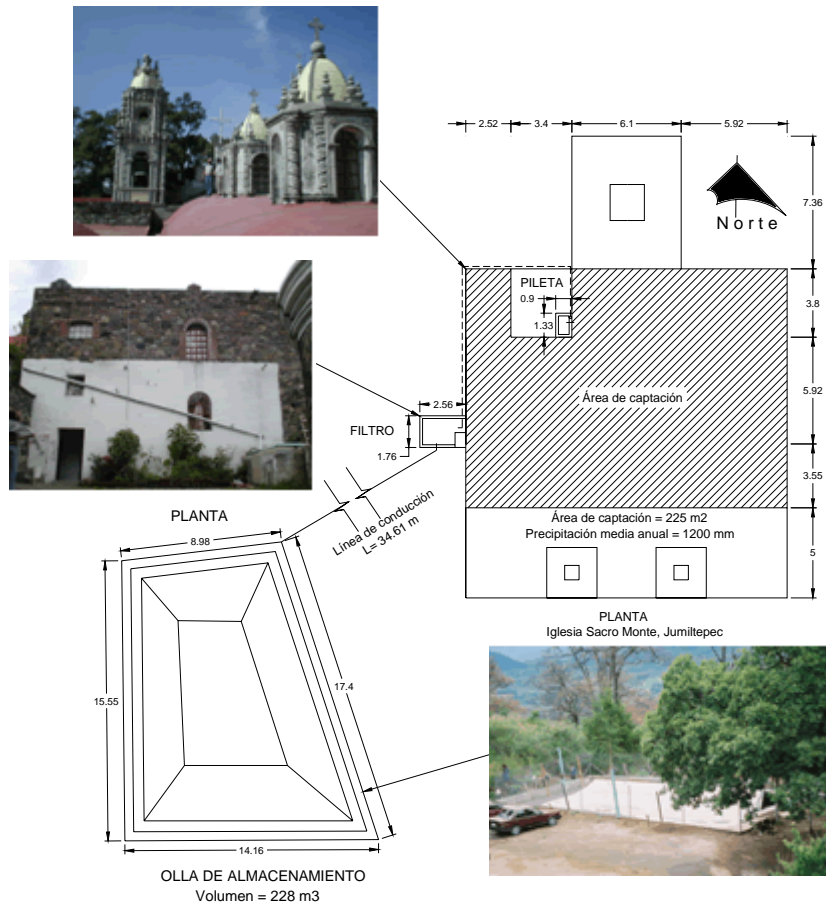 2.52
3.4
6.1
5.92
7.36
Norte
PILETA
0.9
1.33
3.8
Área de captación
5.92
2.56
FILTRO
1.76
3.55
Línea de conducción
L= 34.61 m
Área de captación = 225 m2
Precipitación media anual = 1200 mm
5
PLANTA
Iglesia Sacro Monte, Jumiltepec
PLANTA
8.98
15.55
17.4
14.16
OLLA DE ALMACENAMIENTO
Volumen = 228 m3